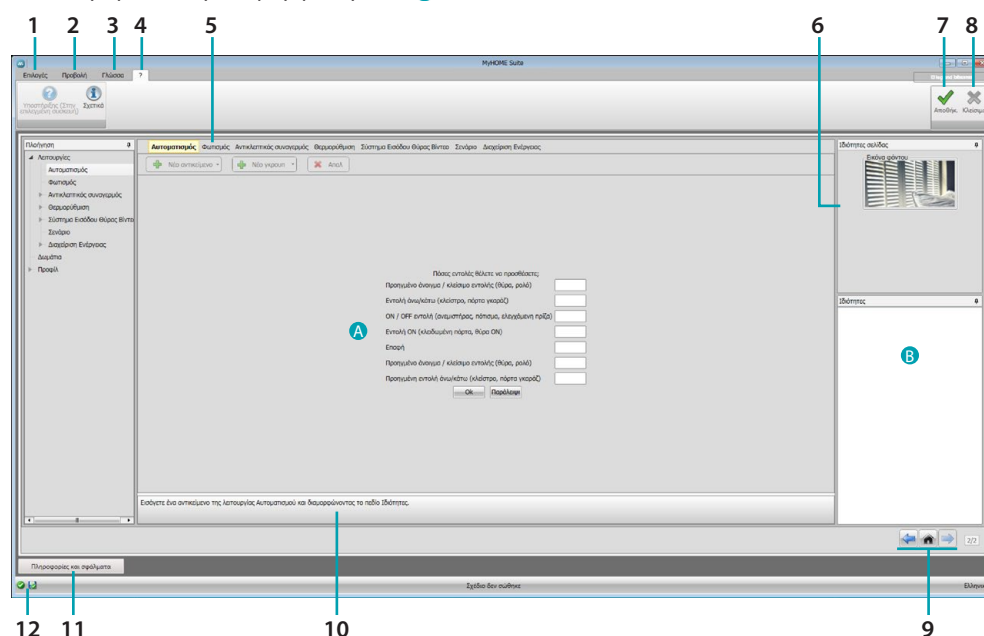 1 2 3 4 5 6 7 8
MyHOME Suite
Επιλογές Προβολή Γλώσσα ?
Υποστήριξης (Στην επιλεγμένη συσκευή)
Σχετικά
Αποθήκ. Κλείσιμο
Πλοήγηση
Λειτουργίες
Αυτοματισμός
Φωτισμός
Αντικλεπτικός συναγερμός
Θερμορύθμιση
Σύστημα Εισόδου Θύρας Βίντεο
Σενάριο
Διαχείριση Ενέργειας
Δωμάτια
Προφίλ
Αυτοματισμός Φωτισμός Αντικλεπτικός συναγερμός Θερμορύθμιση Σύστημα Εισόδου Θύρας Βίντεο Σενάριο Διαχείριση Ενέργειας
Νέο αντικείμενο Νέο γκρουπ Απαλ
Πόσες εντολές θέλετε να προσθέσετε;
Προηγμένο άνοιγμα / κλείσιμο εντολής (θύρα, ρολό)
Εντολή άνω/κάτω (κλείστρο, πόρτα γκαράζ)
ON / OFF εντολή (ανεμιστήρας, πότισμα, ελεγχόμενη πρίζα)
Εντολή ON (κλειδωμένη πόρτα, θύρα ON)
Επαφή
Προηγμένο άνοιγμα / κλείσιμο εντολής (θύρα, ρολό)
Προηγμένη εντολή άνω/κάτω (κλείστρο, πόρτα γκαράζ)
Ok Παράλειψη
A
Ιδιότητες σελίδας
Εικόνα φόντου
Ιδιότητες
B
Εισάγετε ένα αντικείμενο της λειτουργίας Αυτοματισμού και διαμορφώνοντας το πεδίο Ιδιότητες.
2/2
Πληροφορίες και σφάλματα
Σχέδιο δεν σώθηκε
12 11 10 9